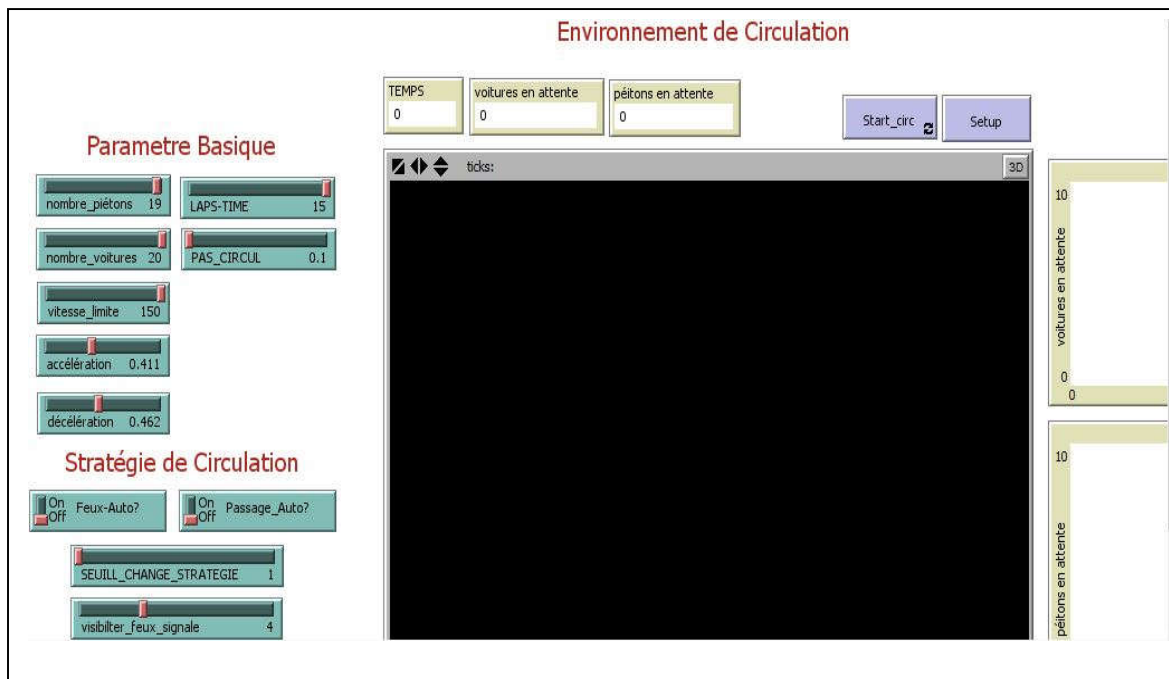 Environnement de Circulation
TEMPS
0
voitures en attente
0
péitons en attente
0
Start_circ
Setup
Parametre Basique
nombre_piétons 19
LAPS-TIME 15
nombre_voitures 20
PAS_CIRCUL 0.1
vitesse_limite 150
accélération 0.411
décélération 0.462
Stratégie de Circulation
On
Off
Feux-Auto?
On
Off
Passage_Auto?
SEUILL_CHANGE_STRATEGIE 1
visibilter_feux_signale 4
ticks:
3D
10
voitures en attente
0
0
10
péitons en attente